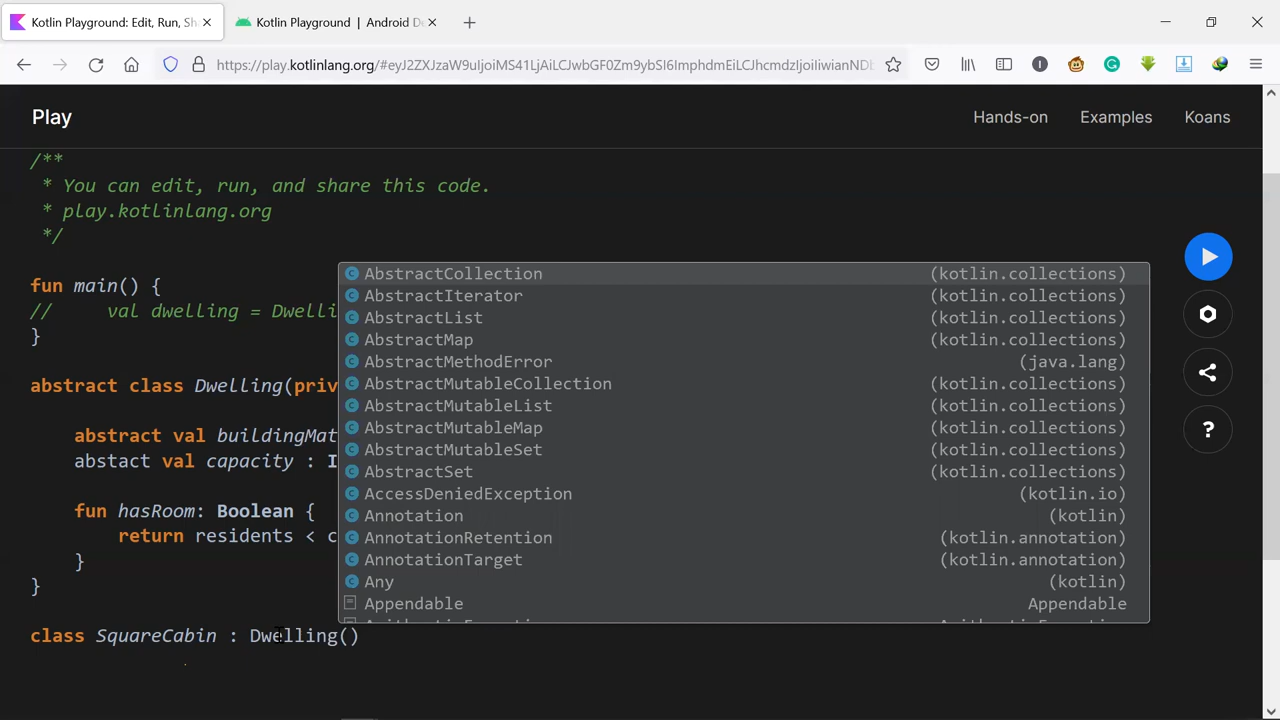 Kotlin Playground: Edit, Run, Sh
Kotlin Playground | Android De
https://play.kotlinlang.org/#eyJ2ZXJzaW9uIjoiMS41LjAiLCJwbGF0Zm9ybSI6ImphdmEiLCJhcmdzIjoiIiwianNDb
Play
Hands-on
Examples
Koans
/**
* You can edit, run, and share this code.
* play.kotlinlang.org
*/
fun main() {
// val dwelling = Dwelli
}
abstract class Dwelling(priv
abstract val buildingMat
abstact val capacity : I
fun hasRoom: Boolean {
return residents < c
}
}
class SquareCabin : Dwelling()
AbstractCollection (kotlin.collections)
AbstractIterator (kotlin.collections)
AbstractList (kotlin.collections)
AbstractMap (kotlin.collections)
AbstractMethodError (java.lang)
AbstractMutableCollection (kotlin.collections)
AbstractMutableList (kotlin.collections)
AbstractMutableMap (kotlin.collections)
AbstractMutableSet (kotlin.collections)
AbstractSet (kotlin.collections)
AccessDeniedException (kotlin.io)
Annotation (kotlin)
AnnotationRetention (kotlin.annotation)
AnnotationTarget (kotlin.annotation)
Any (kotlin)
Appendable Appendable
?